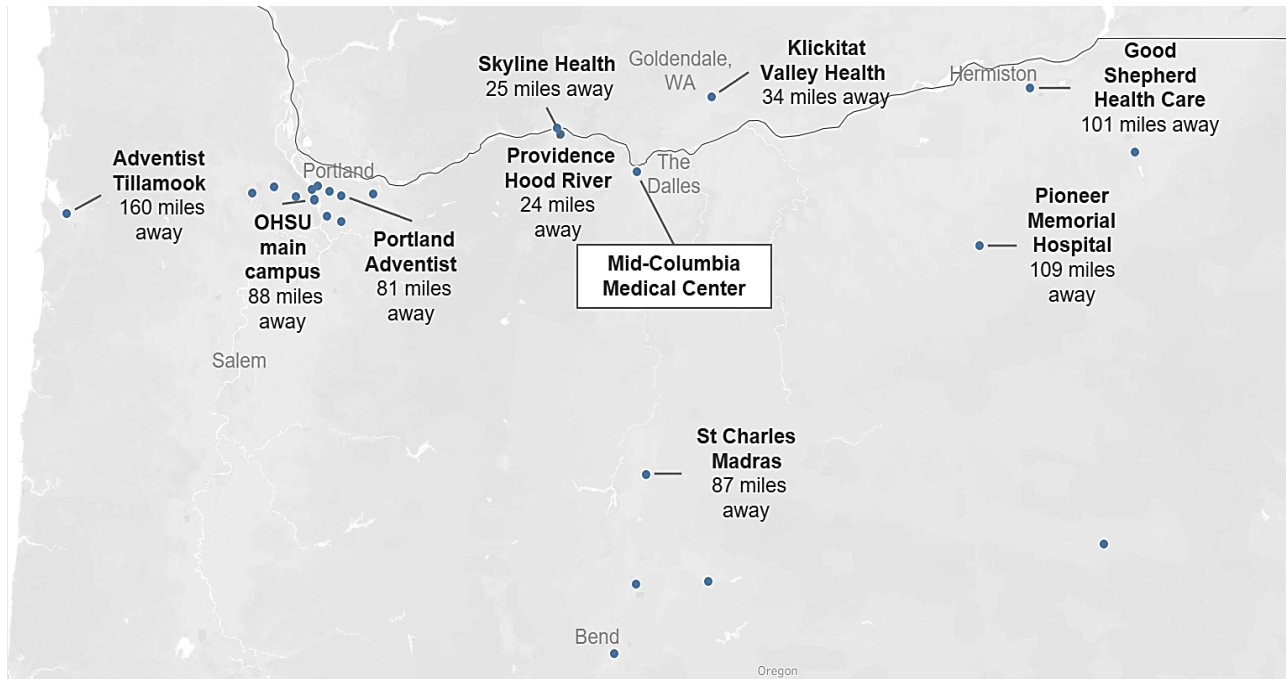 Skyline Health
25 miles away
Goldendale,
WA
Klickitat
Valley Health
34 miles away
Hermiston
Good
Shepherd
Health Care
101 miles away
Adventist
Tillamook
160 miles
away
Portland
OHSU
main
campus
88 miles
away
Portland
Adventist
81 miles
away
Providence
Hood River
24 miles
away
The
Dalles
Mid-Columbia
Medical Center
Pioneer
Memorial
Hospital
109 miles
away
Salem
St Charles
Madras
87 miles
away
Bend
Oregon